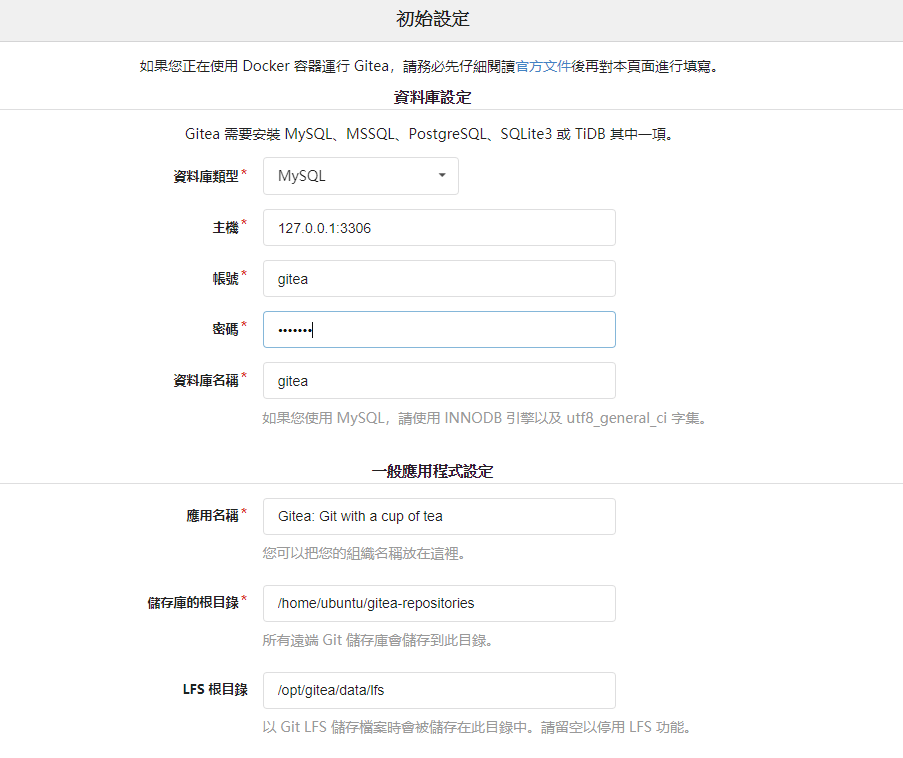 初始設定
如果您正在使用 Docker 容器運行 Gitea，請務必先仔細閱讀官方文件後再對本頁面進行填寫。
資料庫設定
Gitea 需要安裝 MySQL、MSSQL、PostgreSQL、SQLite3 或 TiDB 其中一項。
資料庫類型* MySQL
主機* 127.0.0.1:3306
帳號* gitea
密碼* •••••••
資料庫名稱* gitea
如果您使用 MySQL，請使用 INNODB 引擎以及 utf8_general_ci 字集。
一般應用程式設定
應用名稱* Gitea: Git with a cup of tea
您可以把您的組織名稱放在這裡。
儲存庫的根目錄* /home/ubuntu/gitea-repositories
所有遠端 Git 儲存庫會儲存到此目錄。
LFS 根目錄 /opt/gitea/data/lfs
以 Git LFS 儲存檔案時會被儲存在此目錄中。請留空以停用 LFS 功能。